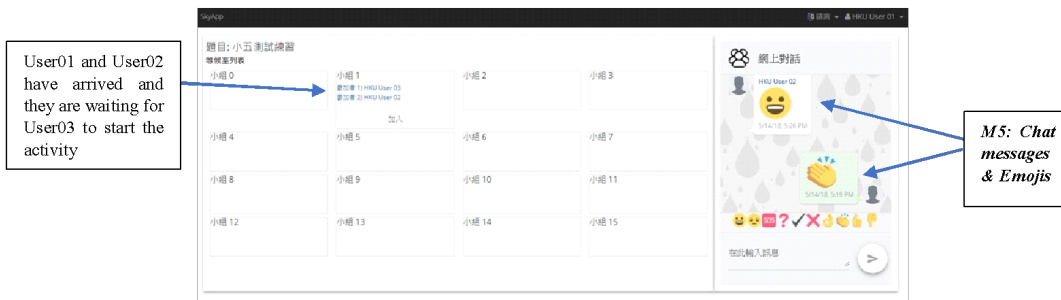 SkyApp
語言 HKU User 01
題目: 小五測試練習
等候室列表
小組 0
小組 1
參加者 1) HKU User 03
參加者 2) HKU User 02
加入
小組 2
小組 3
小組 4
小組 5
小組 6
小組 7
小組 8
小組 9
小組 10
小組 11
小組 12
小組 13
小組 14
小組 15
網上對話
HKU User 02
5/14/18, 5:26 PM
5/14/18, 5:19 PM
SOS
在此輸入訊息
User01 and User02
have arrived and
they are waiting for
User03 to start the
activity
M5: Chat
messages
& Emojis